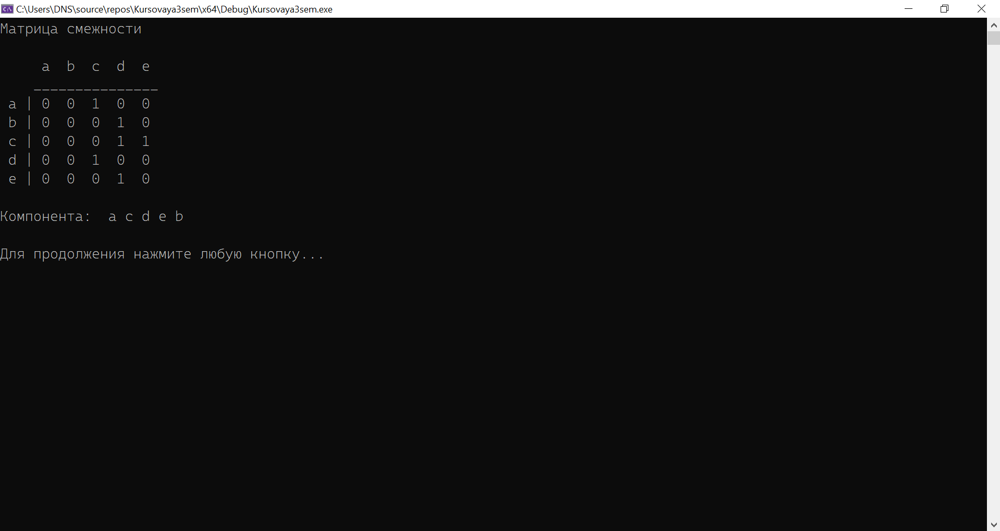 C:\Users\DNS\source\repos\Kursovaya3sem\x64\Debug\Kursovaya3sem.exe
Матрица смежности
a b c d e
_______________
a | 0 0 1 0 0
b | 0 0 0 1 0
c | 0 0 0 1 1
d | 0 0 1 0 0
e | 0 0 0 1 0
Компонента: a c d e b
Для продолжения нажмите любую кнопку...